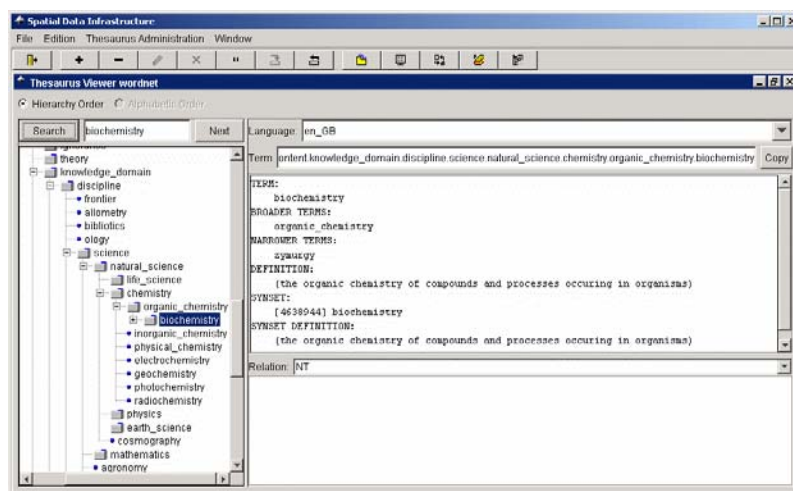 Spatial Data Infrastructure
File Edition Thesaurus Administration Window
Thesaurus Viewer wordnet
Hierarchy Order Alphabetic Order
Search biochemistry Next
Language: en_GB
Term ontent.knowledge_domain.discipline.science.natural_science.chemistry.organic_chemistry.biochemistry Copy
theory
knowledge_domain
discipline
frontier
allometry
bibliotics
ology
science
natural_science
life_science
chemistry
organic_chemistry
biochemistry
inorganic_chemistry
physical_chemistry
electrochemistry
geochemistry
photochemistry
radiochemistry
physics
earth_science
cosmography
mathematics
agronomy
TERM:
biochemistry
BROADER TERMS:
organic_chemistry
NARROWER TERMS:
zymurgy
DEFINITION:
(the organic chemistry of compounds and processes occuring in organisms)
SYNSET:
[4638944] biochemistry
SYNSET DEFINITION:
(the organic chemistry of compounds and processes occuring in organisms)
Relation: NT